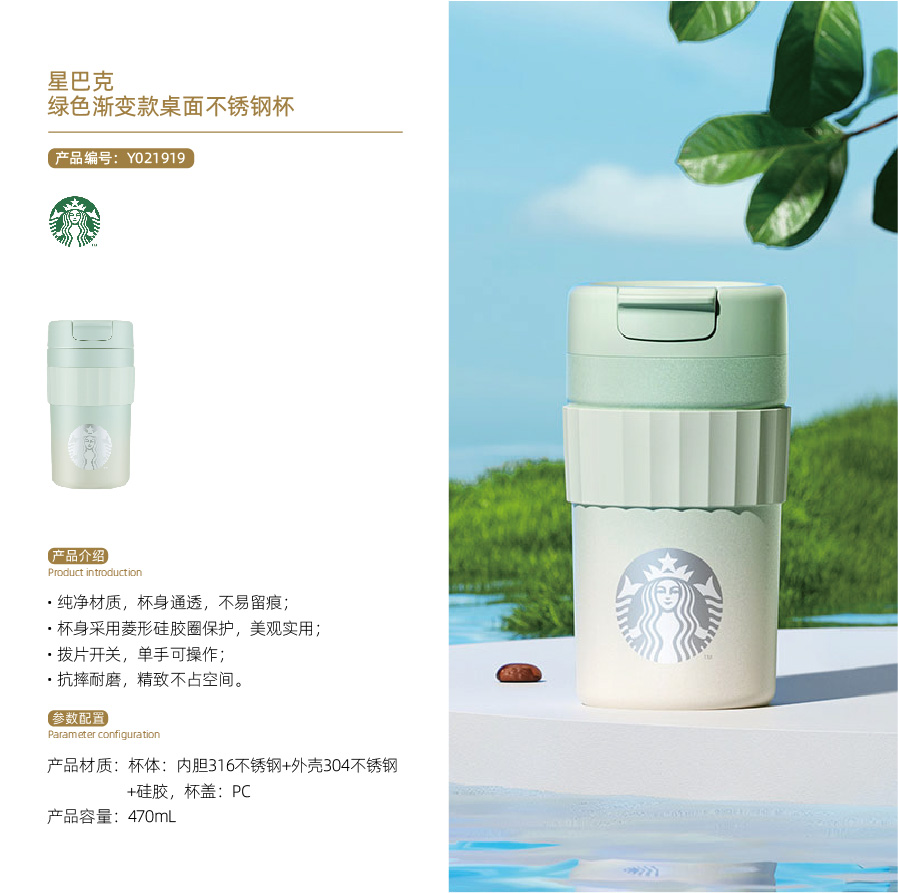 星巴克
绿色渐变款桌面不锈钢杯
产品编号：Y021919
TM
产品介绍
Product introduction
• 纯净材质，杯身通透，不易留痕；
• 杯身采用菱形硅胶圈保护，美观实用；
• 拨片开关，单手可操作；
• 抗摔耐磨，精致不占空间。
参数配置
Parameter configuration
产品材质：杯体：内胆316不锈钢+外壳304不锈钢
+硅胶，杯盖：PC
产品容量：470mL
TM